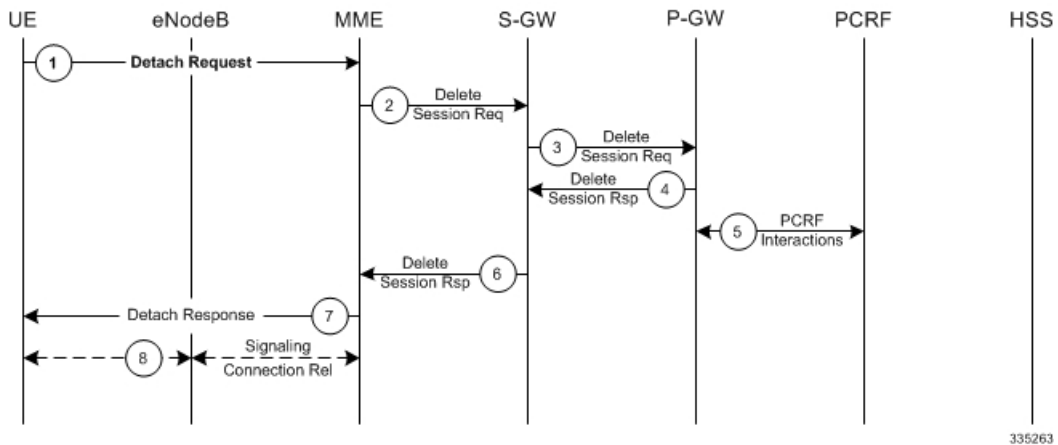 UE eNodeB MME S-GW P-GW PCRF HSS
1 Detach Request
2 Delete
Session Req
3 Delete
Session Req
Delete 4
Session Rsp
5 PCRF
Interactions
Delete 6
Session Rsp
Detach Response 7
8 Signaling
Connection Rel
335263